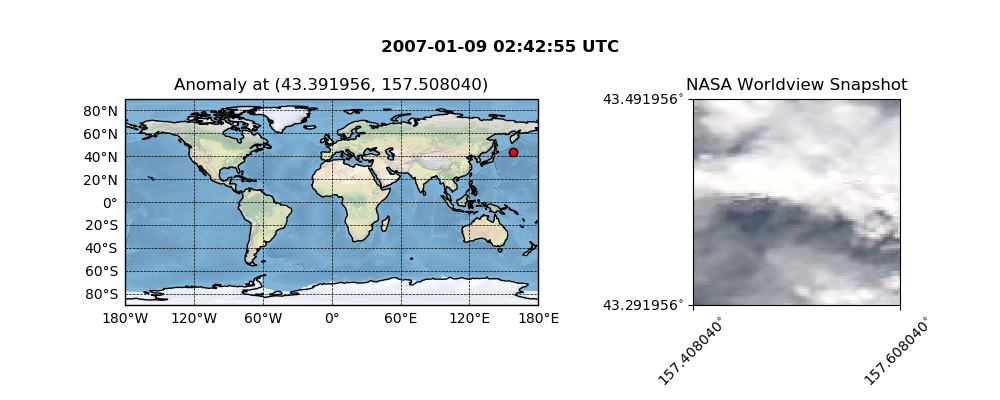 2007-01-09 02:42:55 UTC
Anomaly at (43.391956, 157.508040)
80°N
60°N
40°N
20°N
0°
20°S
40°S
60°S
80°S
180°W 120°W 60°W 0° 60°E 120°E 180°E
NASA Worldview Snapshot
43.491956°
43.291956°
157.408040°
157.608040°